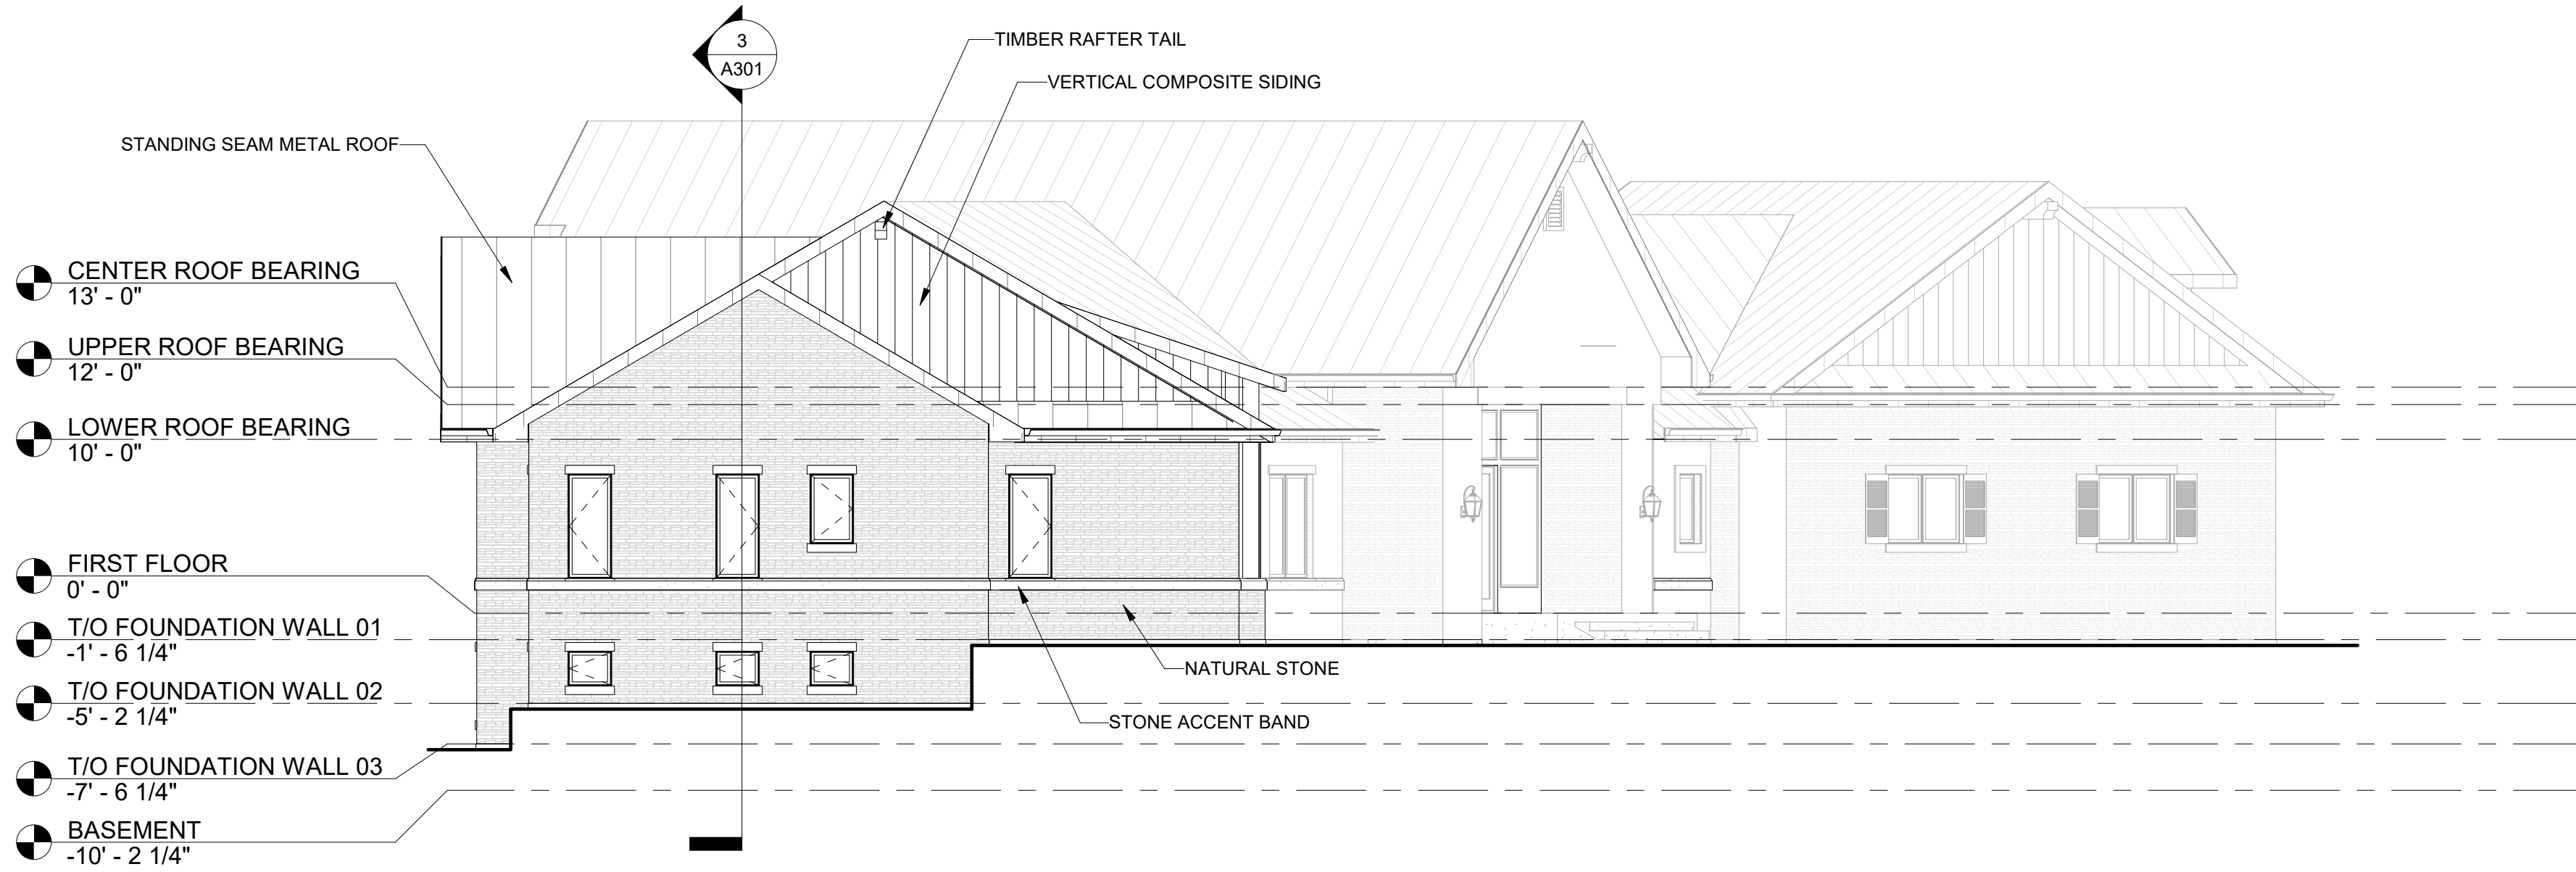 3
A301
TIMBER RAFTER TAIL
VERTICAL COMPOSITE SIDING
STANDING SEAM METAL ROOF
CENTER ROOF BEARING
13' - 0"
UPPER ROOF BEARING
12' - 0"
LOWER ROOF BEARING
10' - 0"
FIRST FLOOR
0' - 0"
T/O FOUNDATION WALL 01
-1' - 6 1/4"
NATURAL STONE
T/O FOUNDATION WALL 02
-5' - 2 1/4"
STONE ACCENT BAND
T/O FOUNDATION WALL 03
-7' - 6 1/4"
BASEMENT
-10' - 2 1/4"